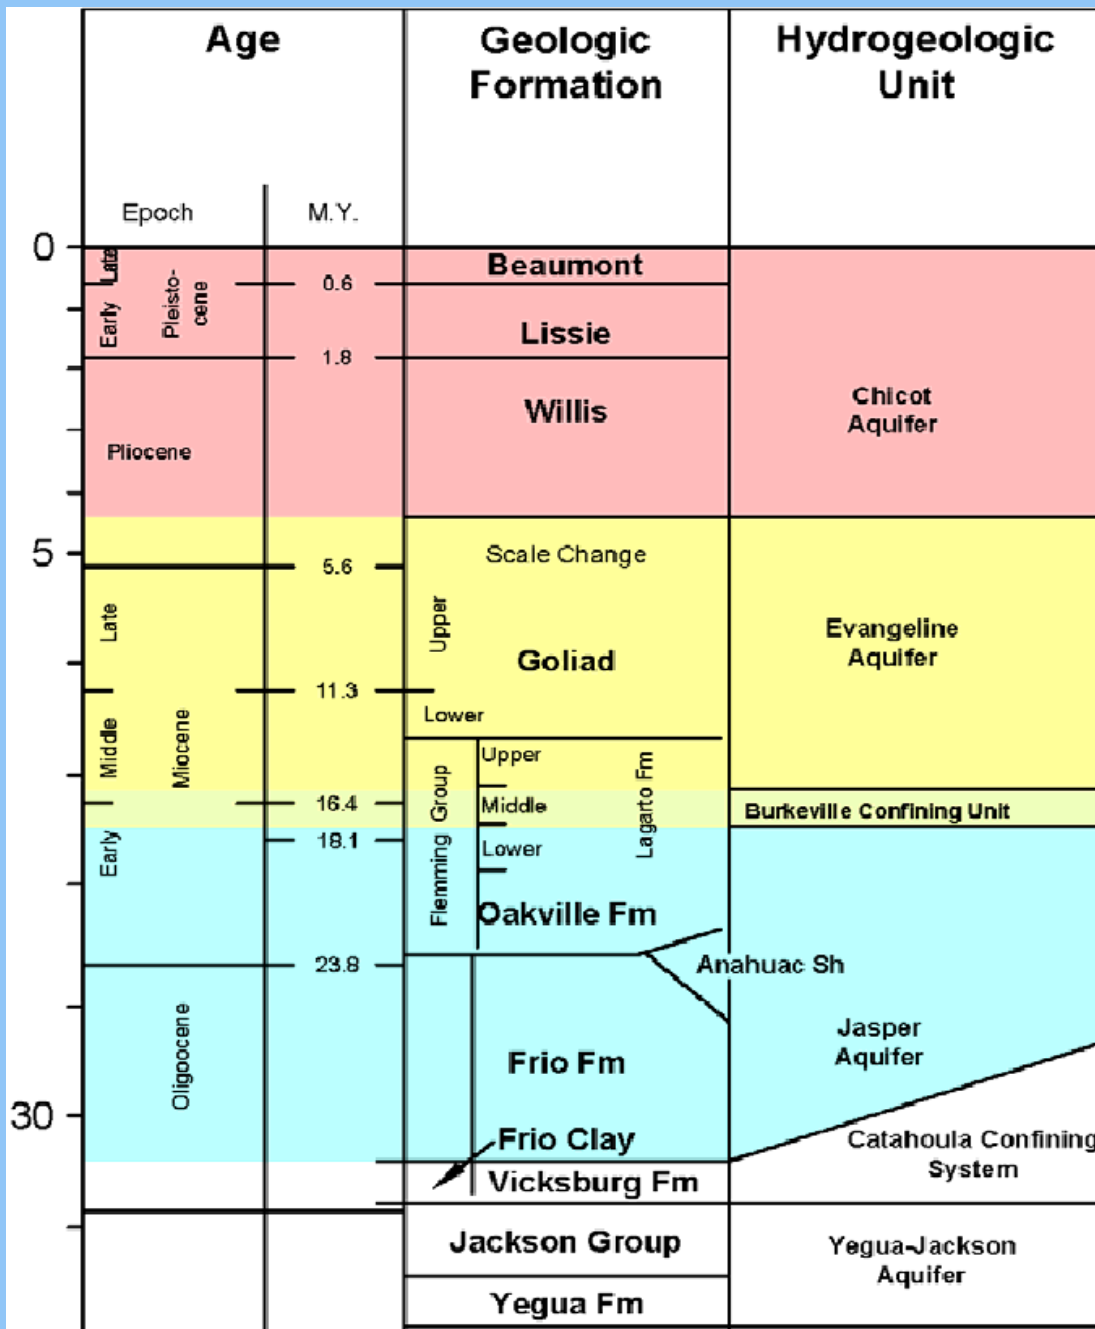 Age
Geologic
Formation
Hydrogeologic
Unit
Epoch
M.Y.
0
Late
Early
Pleisto-
cene
0.6
1.8
Beaumont
Lissie
Willis
Pliocene
Chicot
Aquifer
5
5.6
Scale Change
Late
Upper
Goliad
Evangeline
Aquifer
11.3
Lower
Middle
Miocene
16.4
Flemming Group
Upper
Middle
Lower
Lagarto Fm
Burkeville Confining Unit
Early
18.1
Oakville Fm
23.8
Anahuac Sh
Oligocene
Frio Fm
Jasper
Aquifer
30
Frio Clay
Catahoula Confining
System
Vicksburg Fm
Jackson Group
Yegua-Jackson
Aquifer
Yegua Fm